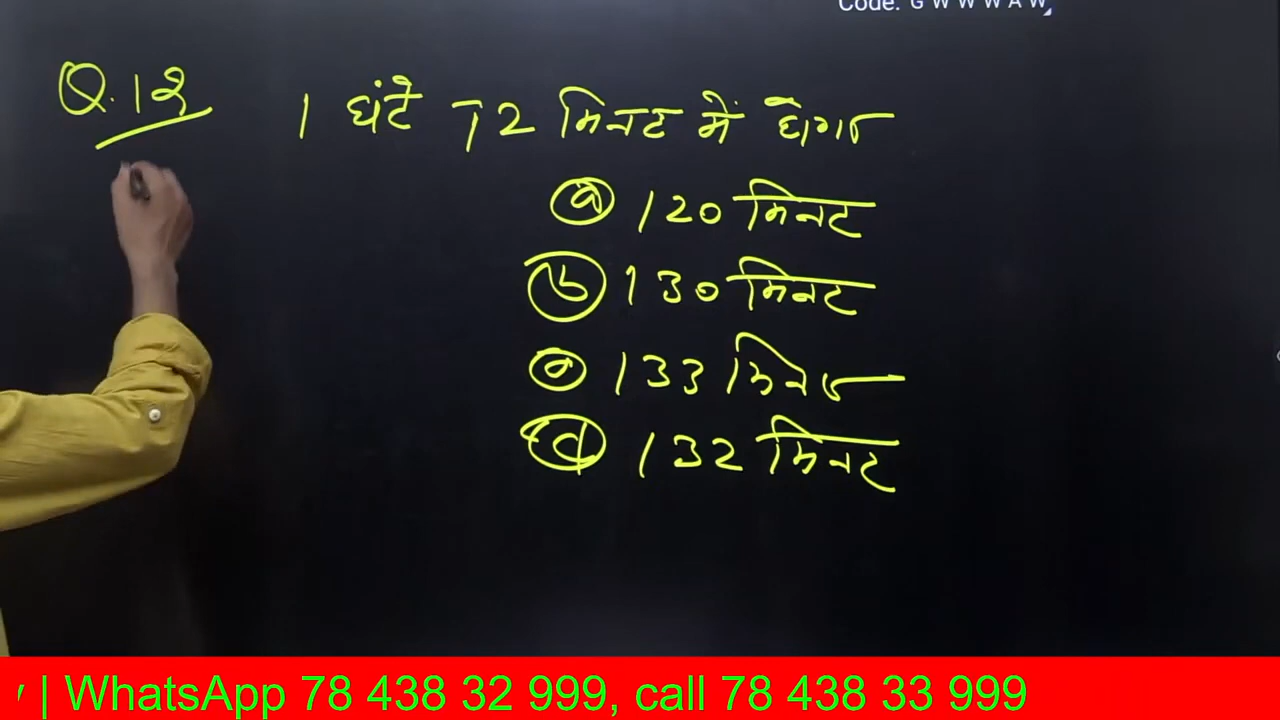 Code: G W W W A W
Q.12 1 घंटे 72 मिनट में होगा
(a) 120 मिनट
(b) 130 मिनट
(c) 133 मिनट
(d) 132 मिनट
| WhatsApp 78 438 32 999, call 78 438 33 999